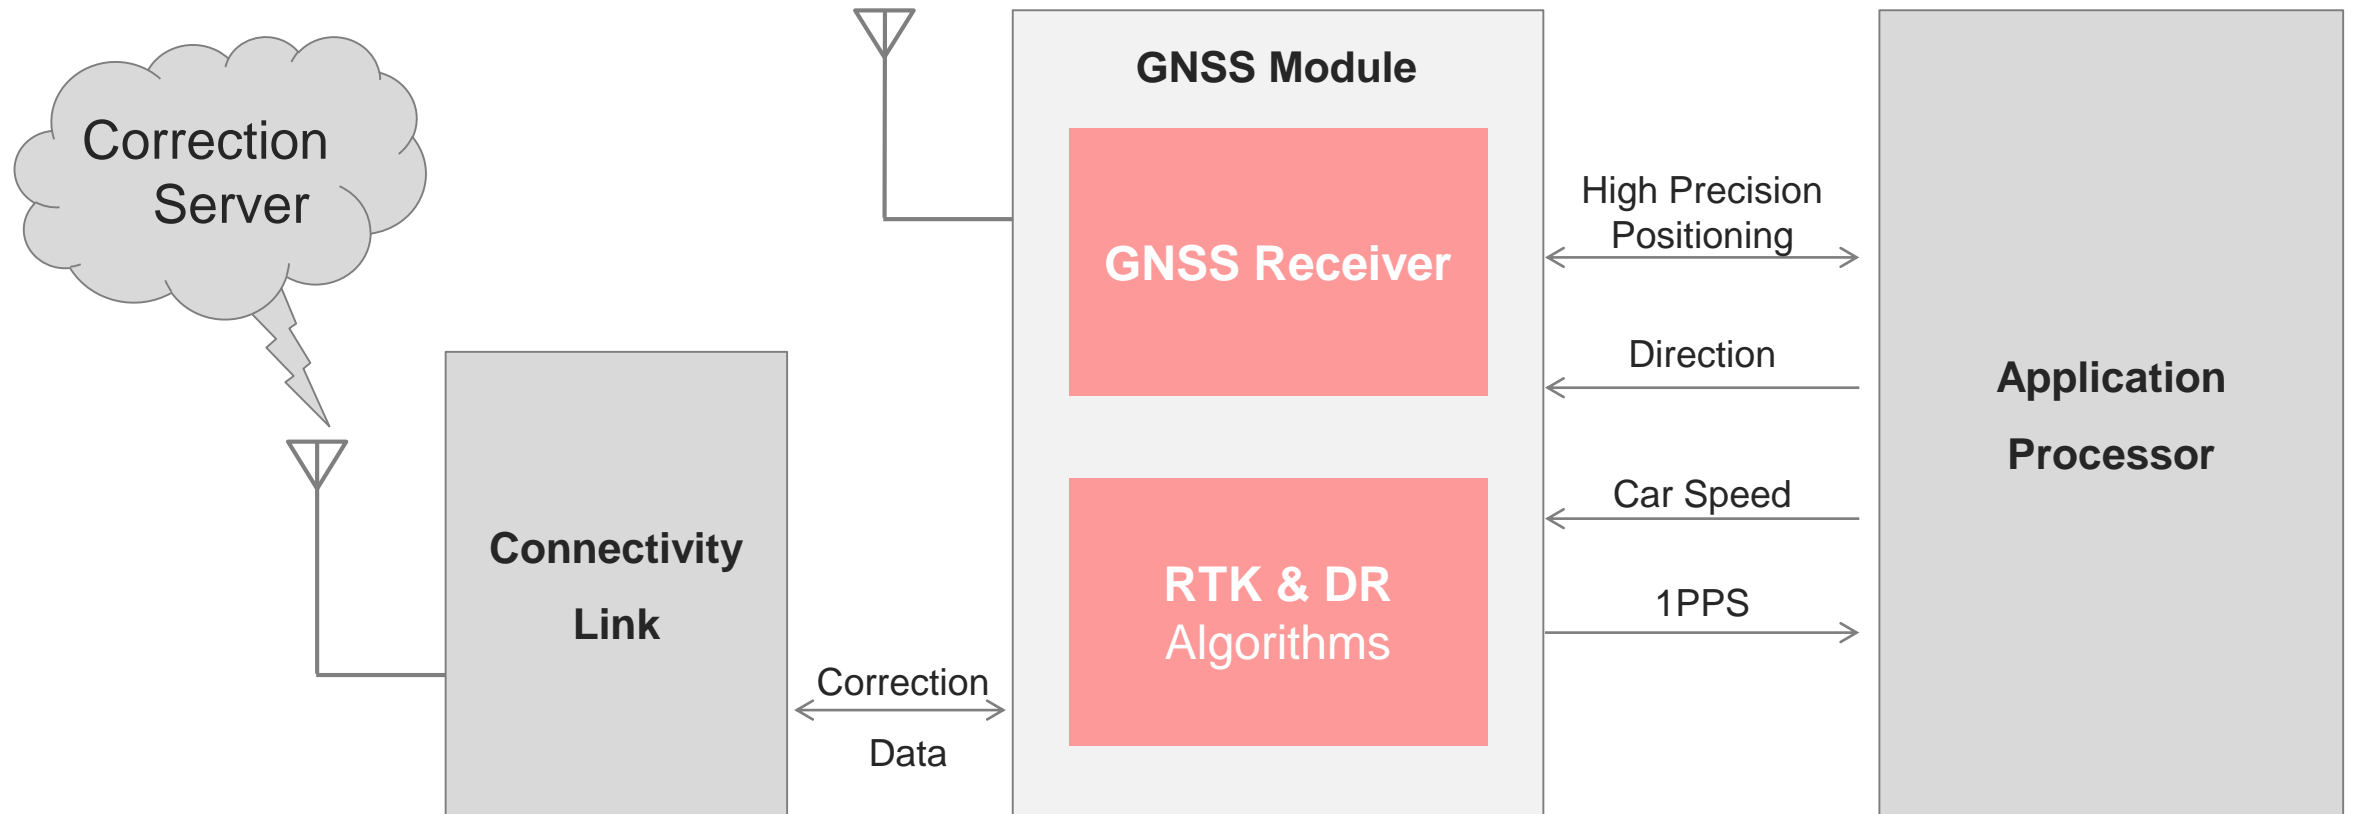 Correction
Server
Connectivity
Link
Correction
Data
GNSS Module
GNSS Receiver
RTK & DR
Algorithms
High Precision
Positioning
Direction
Car Speed
1PPS
Application
Processor